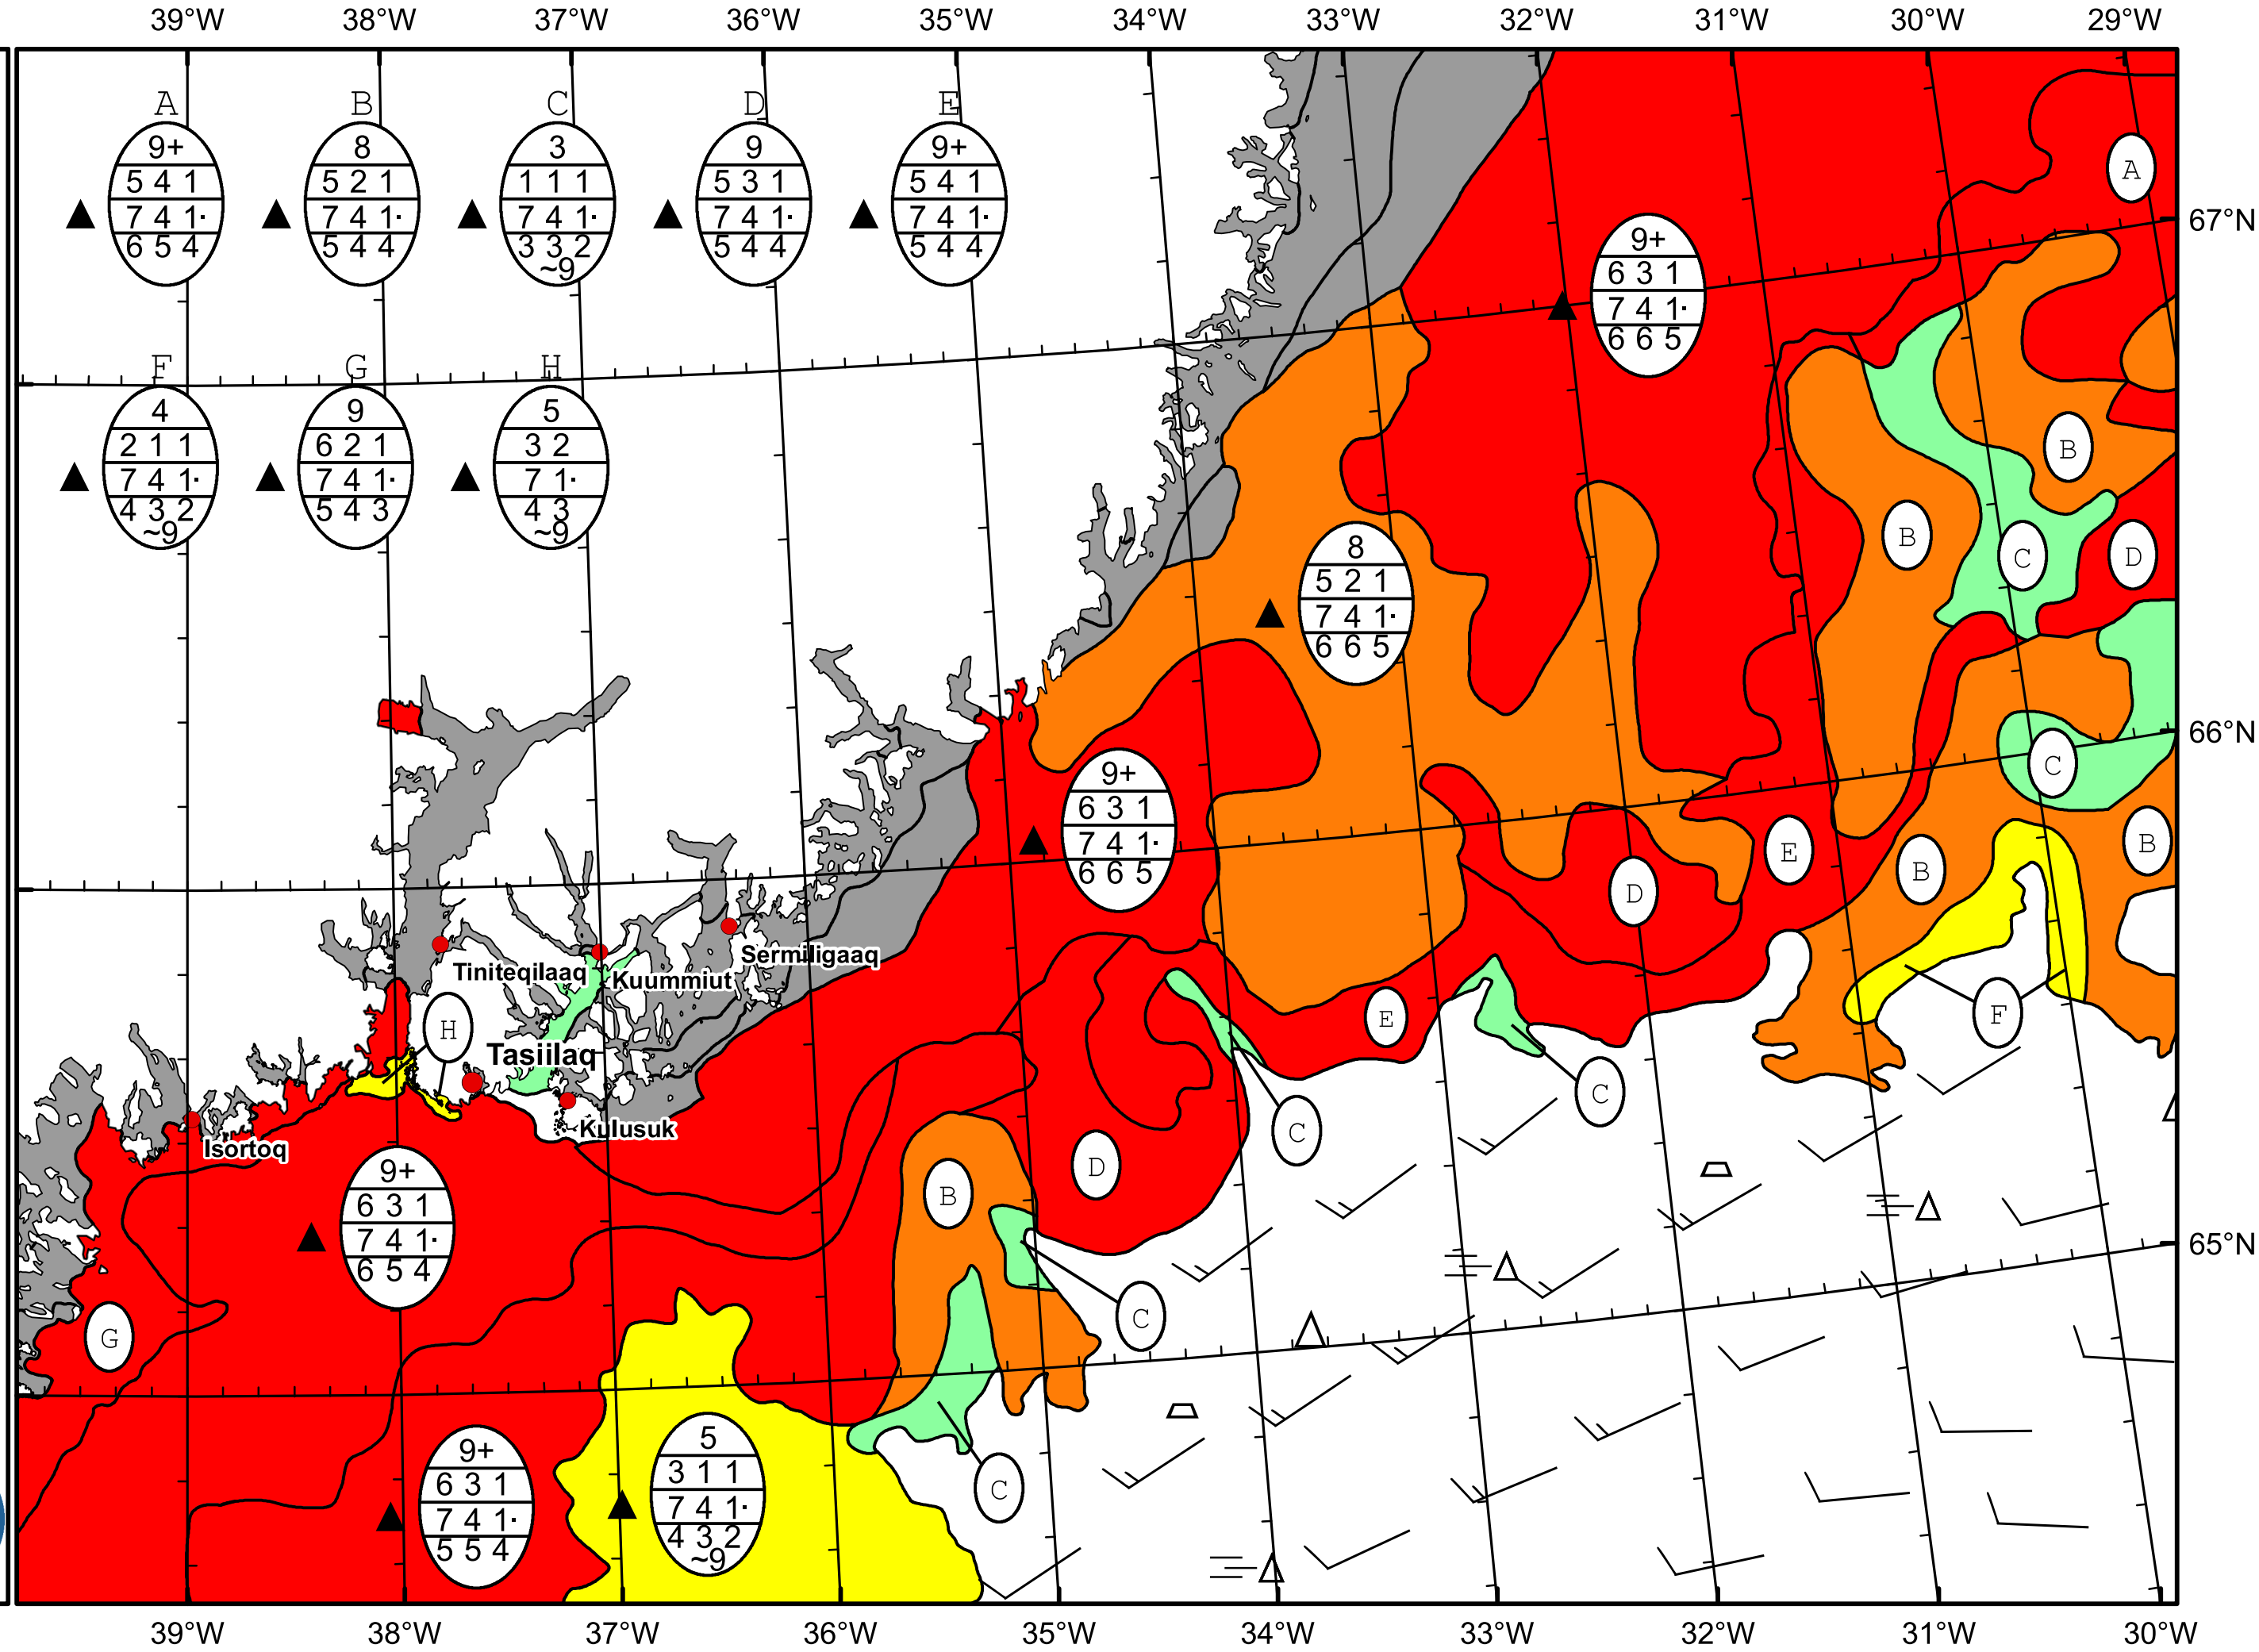 39°W 38°W 37°W 36°W 35°W 34°W 33°W 32°W 31°W 30°W 29°W
A B C D E
9+ 8 3 9 9+
5 4 1 5 2 1 1 1 1 5 3 1 5 4 1
7 4 1· 7 4 1· 7 4 1· 7 4 1· 7 4 1·
6 5 4 5 4 4 3 3 2 5 4 4 5 4 4
~9
A
67°N
9+
6 3 1
7 4 1·
6 6 5
F G H
4 9 5
2 1 1 6 2 1 3 2
7 4 1· 7 4 1· 7 1·
4 3 2 5 4 3 4 3
~9 ~9
B
B
C D
8
5 2 1
7 4 1·
6 6 5
66°N
C
9+
6 3 1
7 4 1·
6 6 5
B
E
B
D
Sermiligaaq
Tiniteqilaaq
Kuummiut
E
F
H
Tasiilaq
C
Kulusuk
C
Isortoq
D
B
9+
6 3 1
7 4 1·
6 5 4
65°N
C
G
9+
6 3 1
7 4 1·
5 5 4
5
3 1 1
7 4 1·
4 3 2
~9
C
39°W 38°W 37°W 36°W 35°W 34°W 33°W 32°W 31°W 30°W